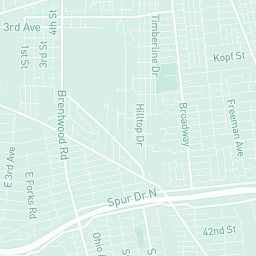 3rd Ave
4th St
Timberline Dr
1st St
3rd St
Kopf St
Brentwood Rd
Hilltop Dr
Broadway
Freeman Ave
E 3rd Ave
E Forks Rd
Spur Dr N
42nd St
Ohio A